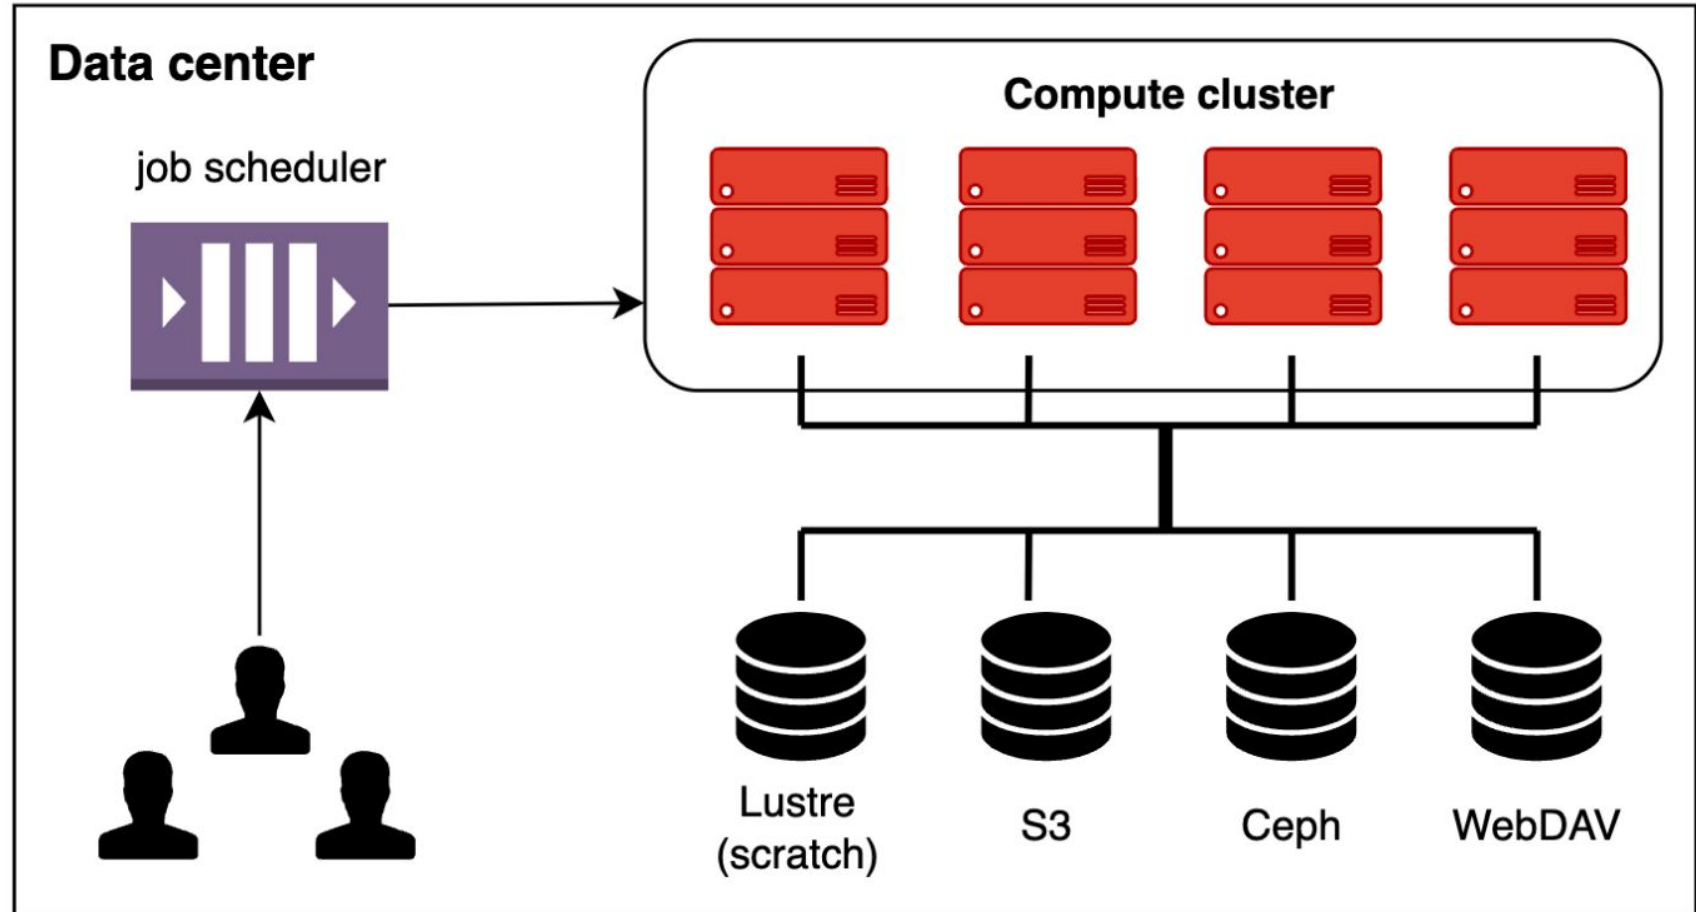 Data center
Compute cluster
job scheduler
Lustre
(scratch)
S3
Ceph
WebDAV